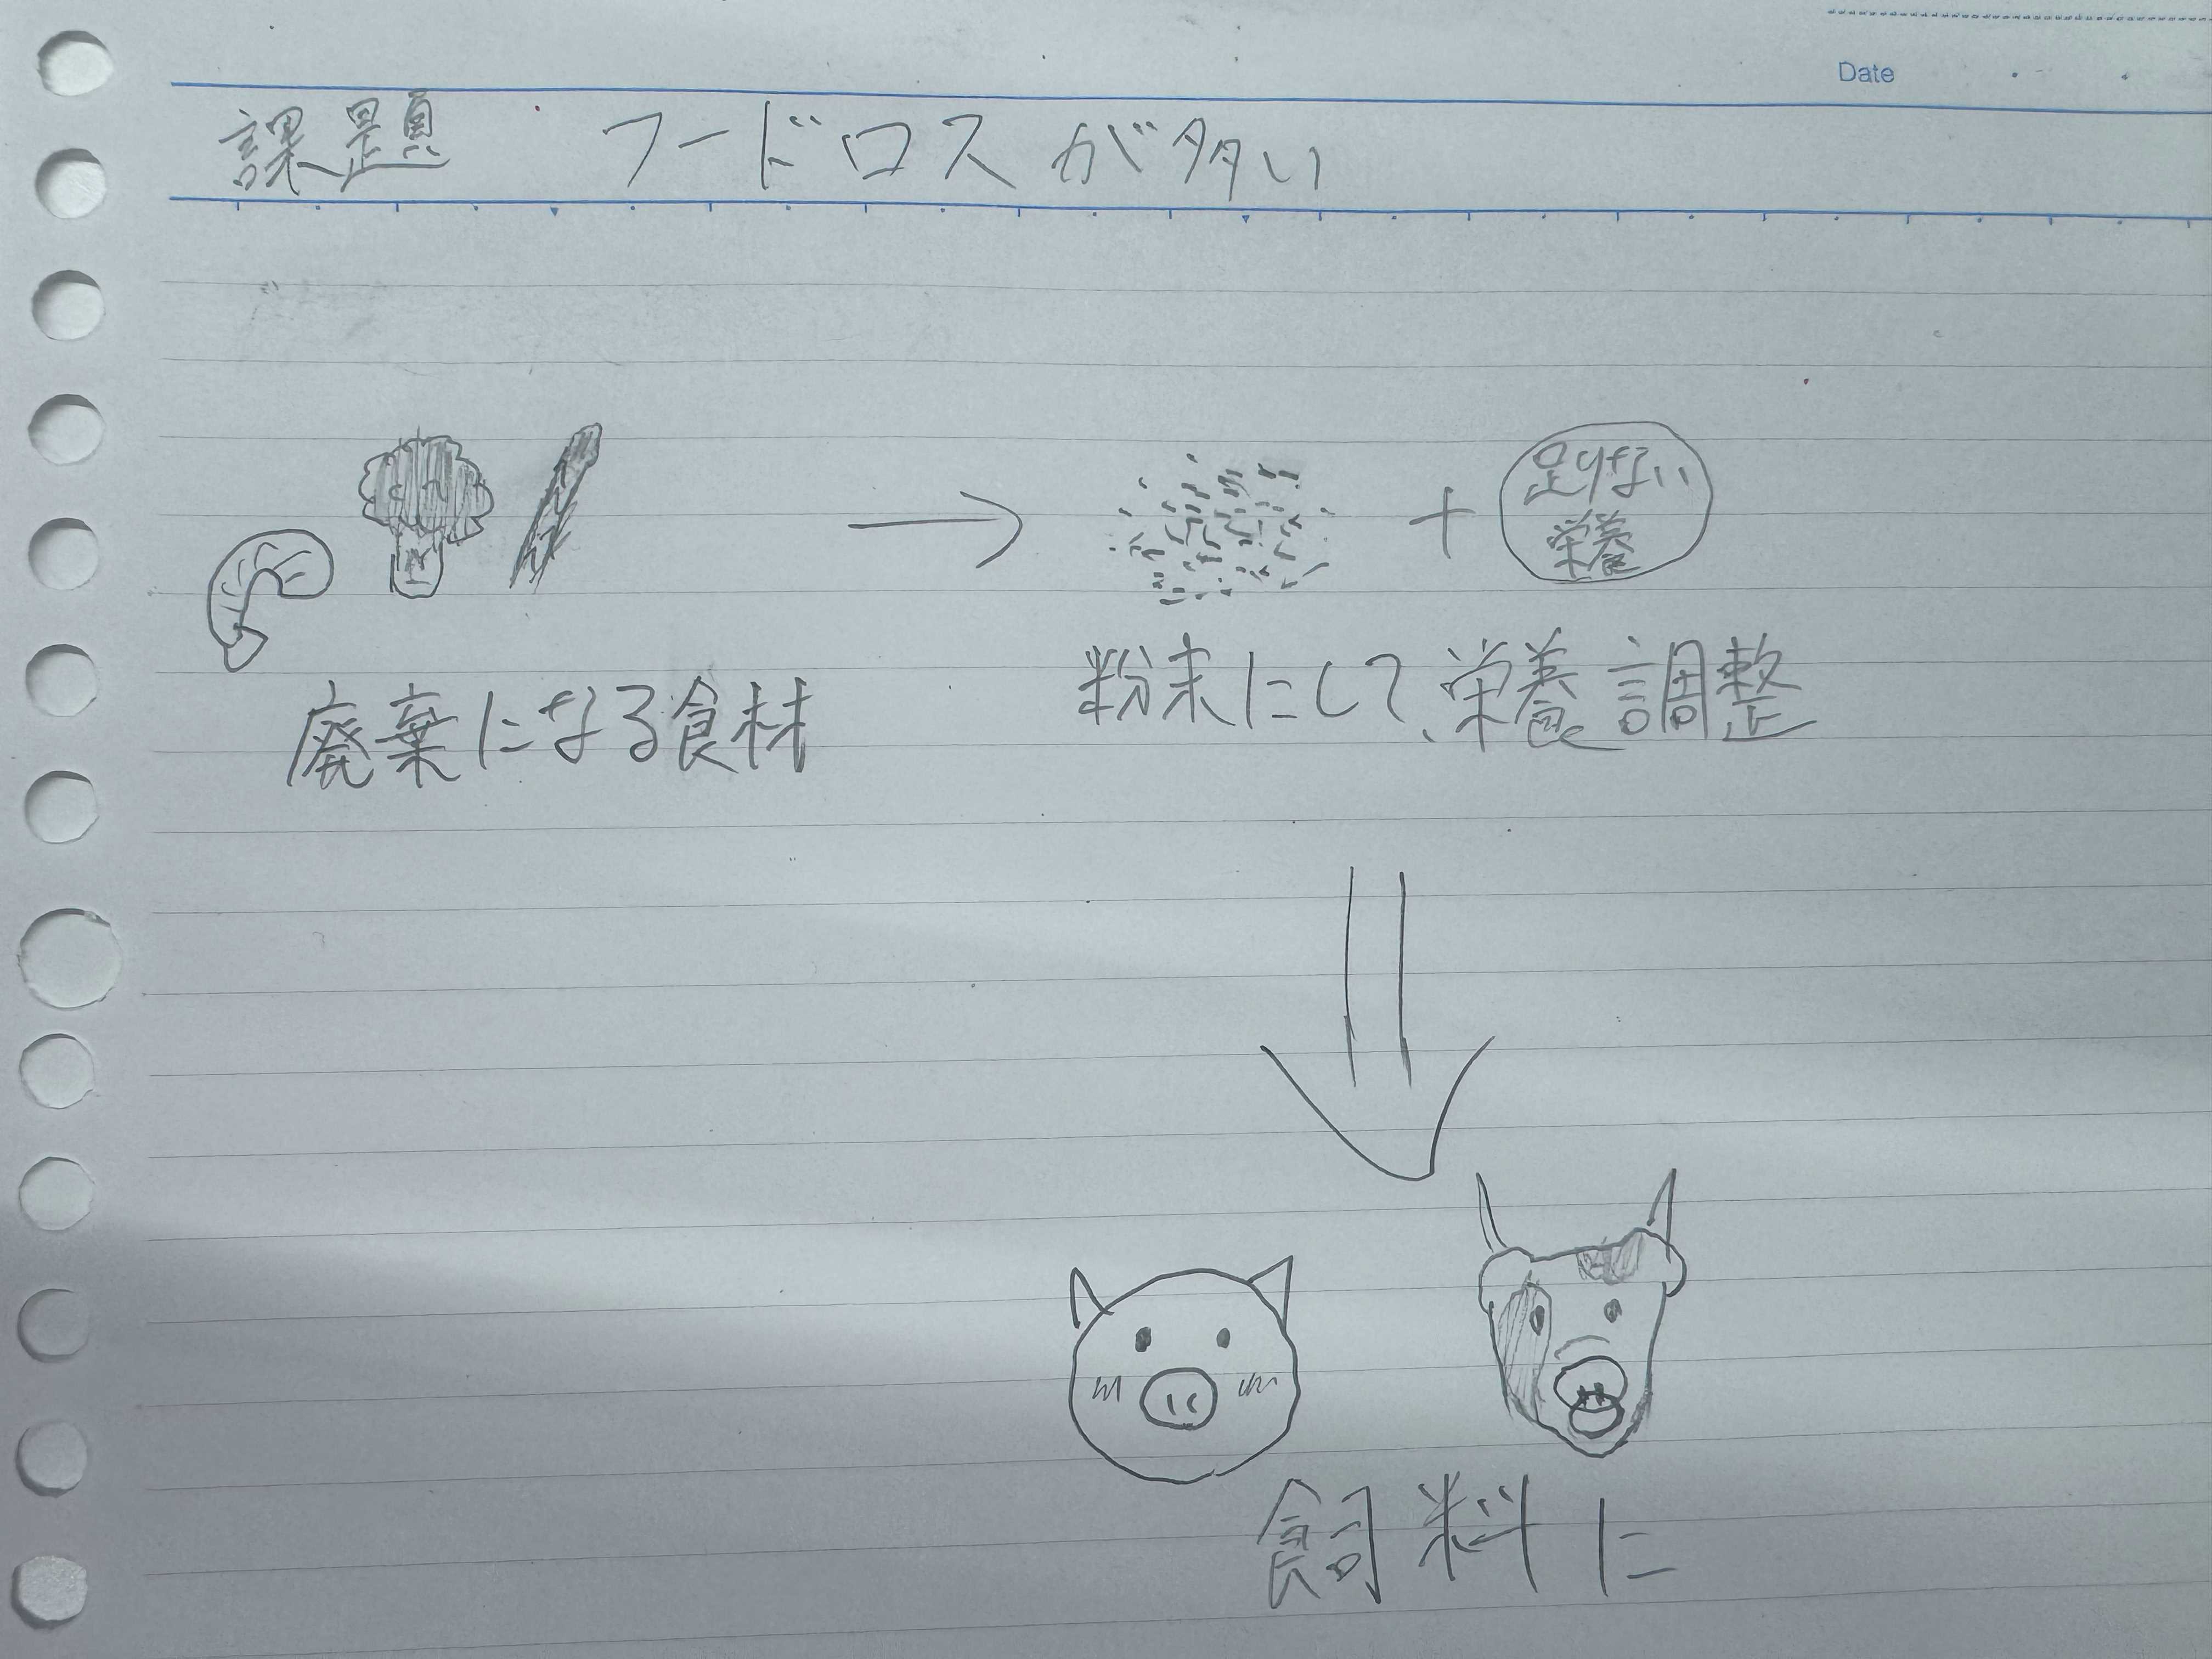 Date
課題 フードロスが多い
足りない
栄養
廃棄になる食材
粉末にして、栄養調整
飼料に